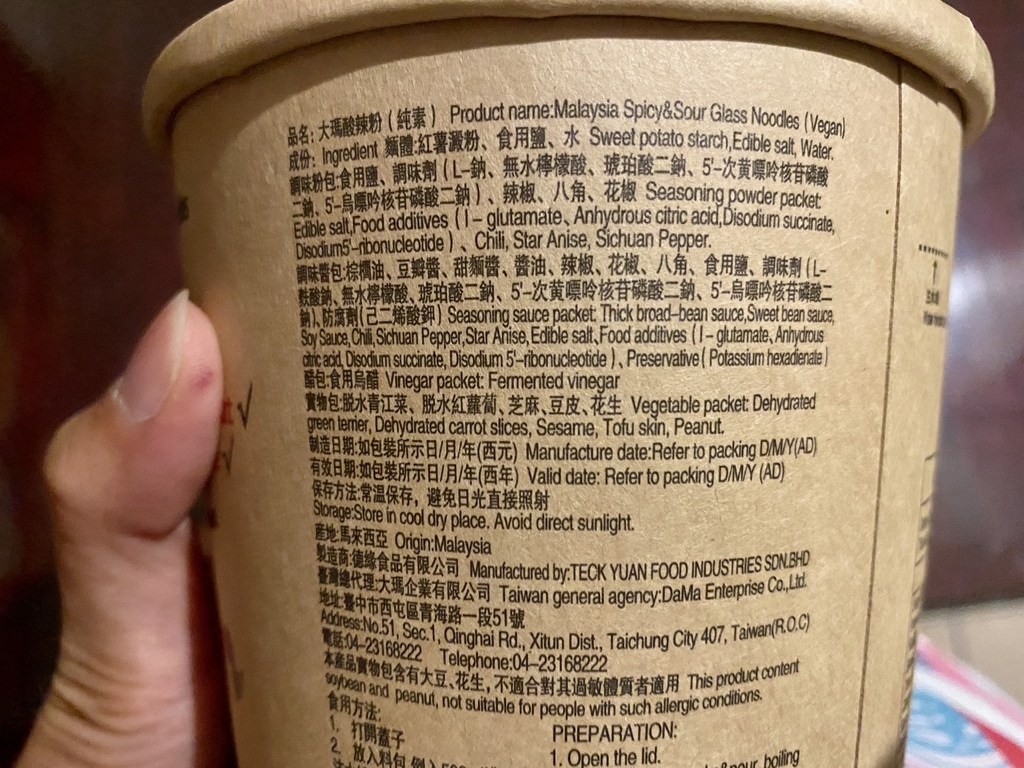 品名: 大瑪酸辣粉 ( 純素 ) Product name:Malaysia Spicy&Sour Glass Noodles (Vegan)
成份: Ingredient 麵體:紅薯澱粉、食用鹽、水 Sweet potato starch,Edible salt, Water.
調味粉包:食用鹽、調味劑 ( L–鈉、無水檸檬酸、琥珀酸二鈉、5'–次黄嘌呤核苷磷酸
二鈉、5'–烏嘌呤核苷磷酸二鈉 ) 、辣椒、八角、花椒 Seasoning powder packet:
Edible salt,Food additives ( l – glutamate、Anhydrous citric acid,Disodium succinate,
Disodium5'–ribonucleotide ) 、Chili, Star Anise, Sichuan Pepper.
調味醬包:棕櫚油、豆瓣醬、甜麵醬、醬油、辣椒、花椒、八角、食用鹽、調味劑 ( L–
酸鈉、無水檸檬酸、琥珀酸二鈉、5'–次黄嘌呤核苷磷酸二鈉、5'–烏嘌呤核苷磷酸二
鈉 )、防腐劑(己二烯酸鉀) Seasoning sauce packet: Thick broad–bean sauce,Sweet bean sauce,
Soy Sauce,Chili,Sichuan Pepper,Star Anise,Edible salt,Food additives ( l – glutamate、Anhydrous
citric acid, Disodium succinate, Disodium 5'–ribonucleotide ) 、Preservative ( Potassium hexadienate )
醋包:食用烏醋 Vinegar packet: Fermented vinegar
實物包:脫水青江菜、脫水紅蘿蔔、芝麻、豆皮、花生 Vegetable packet: Dehydrated
green terrier, Dehydrated carrot slices, Sesame, Tofu skin, Peanut.
制造日期:如包裝所示日/月/年(西元) Manufacture date:Refer to packing D/M/Y(AD)
有效日期:如包裝所示日/月/年(西年) Valid date: Refer to packing D/M/Y (AD)
保存方法:常温保存，避免日光直接照射
Storage:Store in cool dry place. Avoid direct sunlight.
産地:馬來西亞 Origin:Malaysia
製造商:德緣食品有限公司 Manufactured by:TECK YUAN FOOD INDUSTRIES SDN.BHD
臺灣總代理:大瑪企業有限公司 Taiwan general agency:DaMa Enterprise Co.,Ltd.
地址:臺中市西屯區青海路一段51號
Address:No.51, Sec.1, Qinghai Rd., Xitun Dist., Taichung City 407, Taiwan(R.O.C)
電話:04–23168222 Telephone:04–23168222
本產品實物包含有大豆、花生, 不適合對其過敏體質者適用 This product content
soybean and peanut, not suitable for people with such allergic conditions.
食用方法:
1. 打開蓋子
2. 放入料包
PREPARATION:
1. Open the lid.
boiling